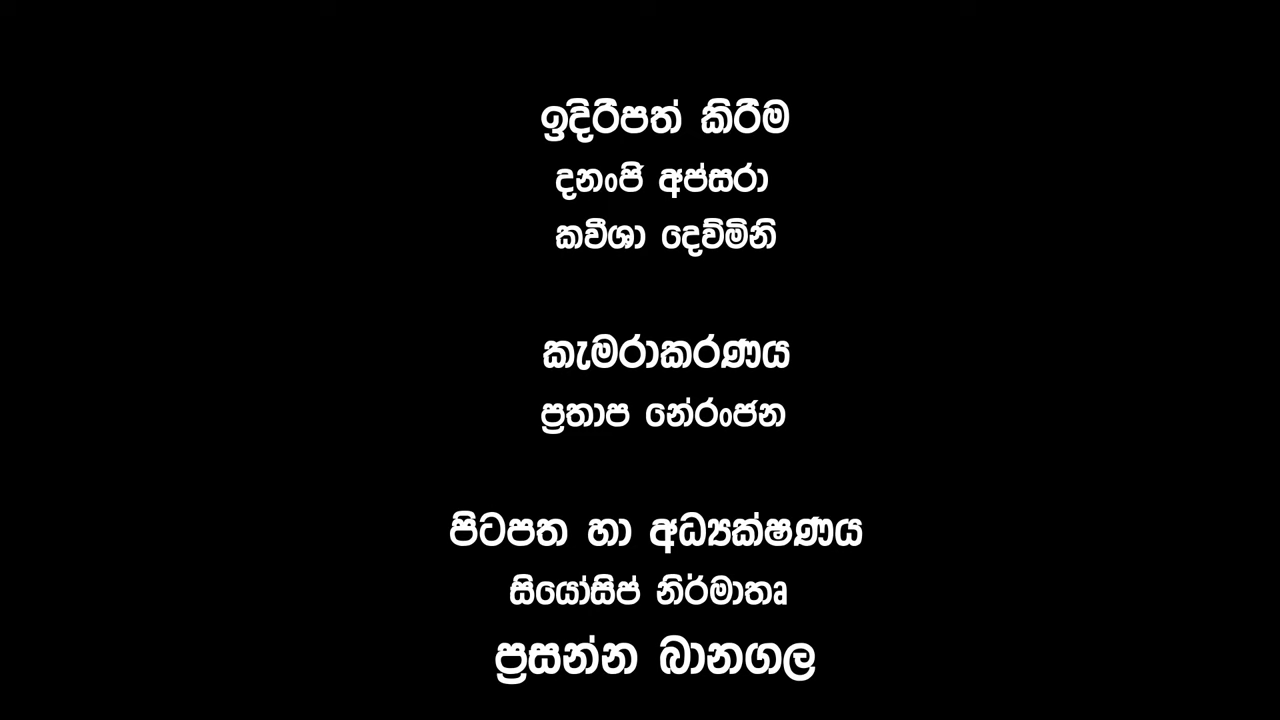 ඉදිරිපත් කිරීම
දනංජි අප්සරා
කවීශා දෙව්මිනි
කැමරාකරණය
ප්‍රතාප නේරංජන
පිටපත හා අධ්‍යක්ෂණය
සියෝසිප් නිර්මාතෘ
ප්‍රසන්න බානගල